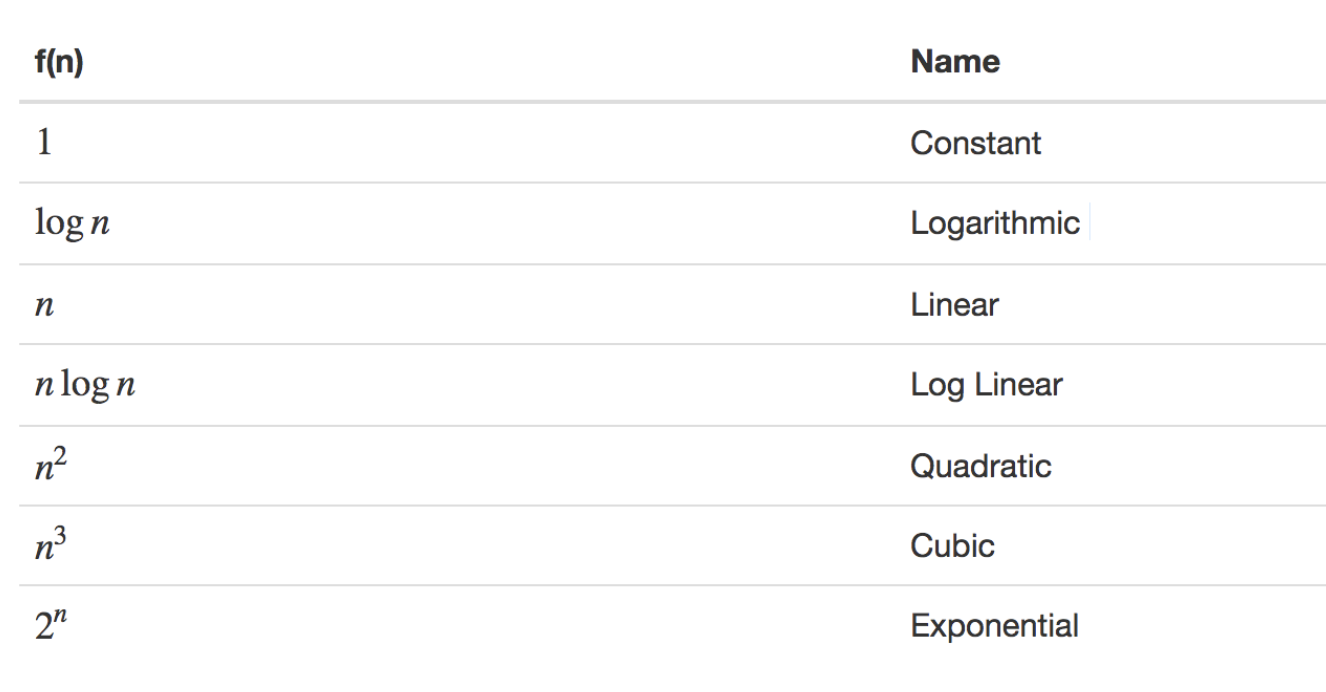 f(n) Name
1 Constant
log n Logarithmic
n Linear
n log n Log Linear
n² Quadratic
n³ Cubic
2ⁿ Exponential